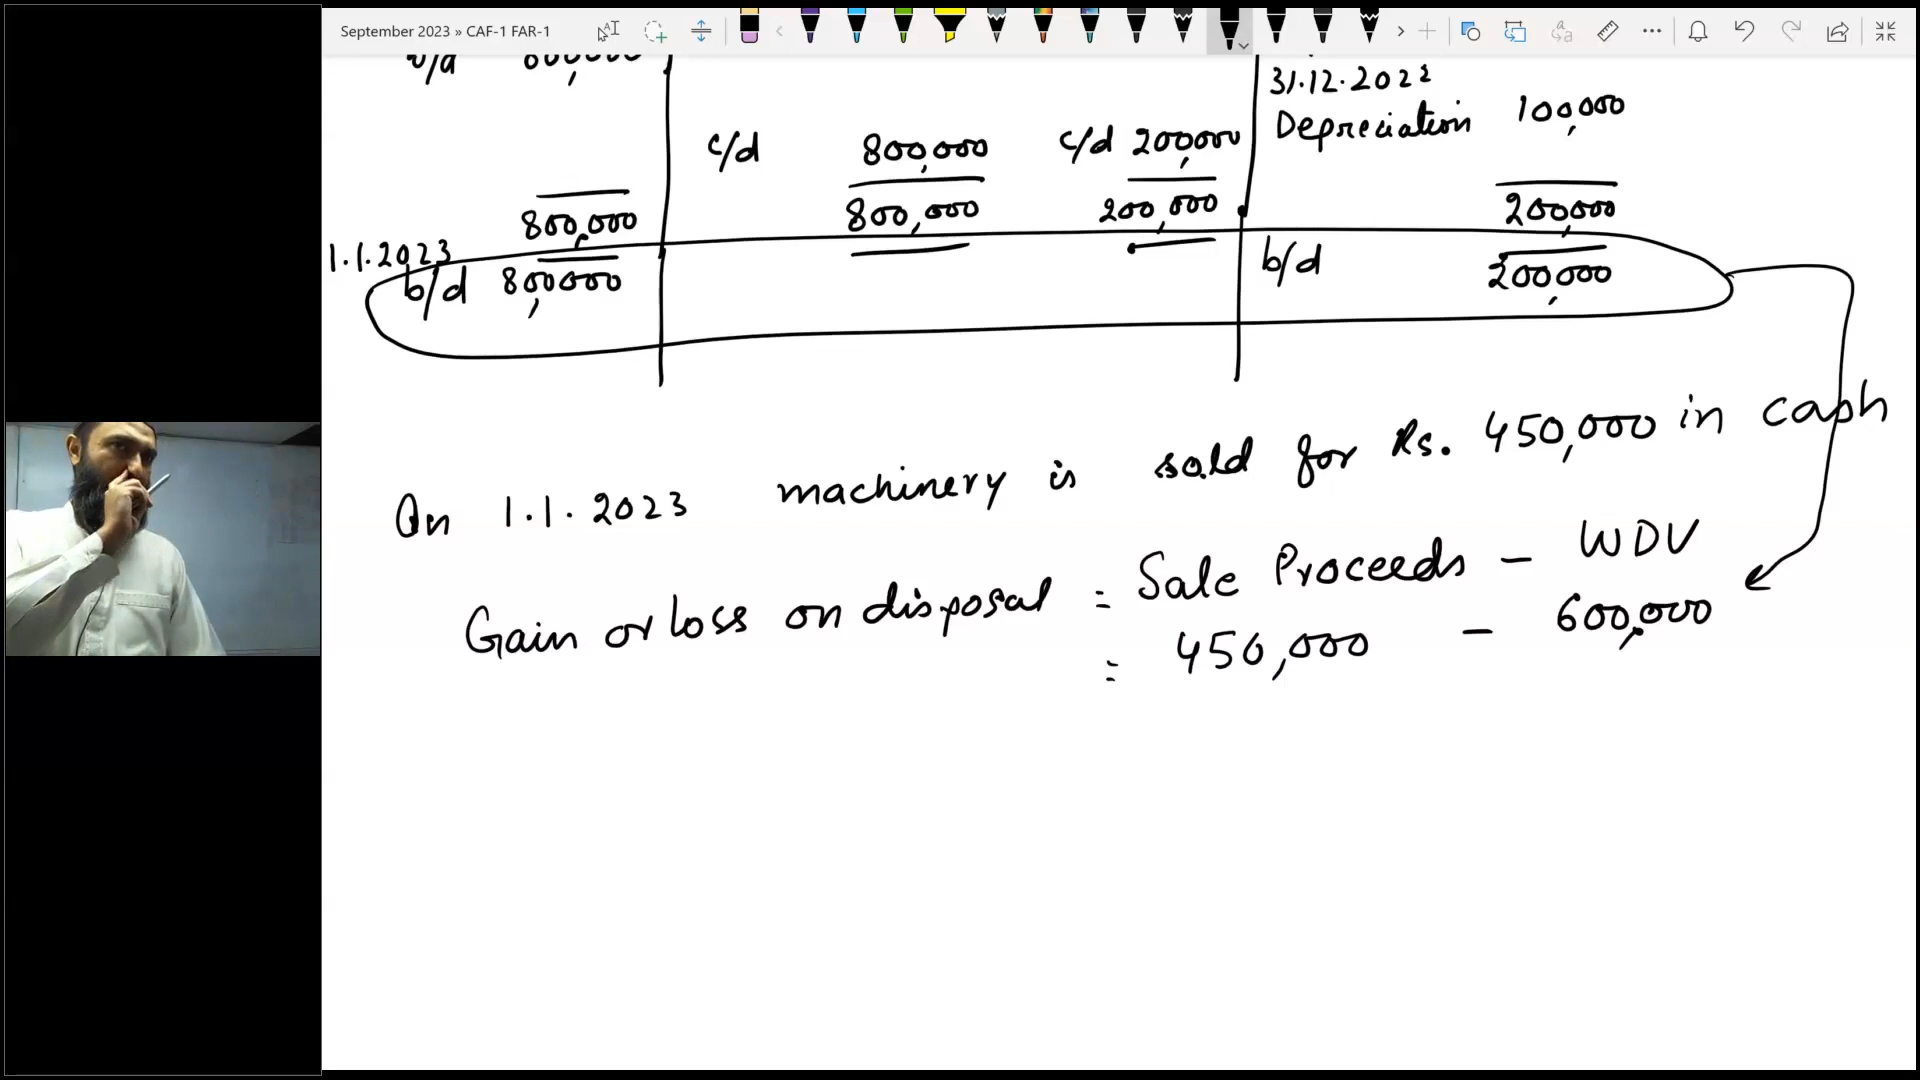 September 2023 » CAF-1 FAR-1
31.12.2022
Depreciation 100,000
c/d 800,000 c/d 200,000
800,000 800,000 200,000 200,000
1.1.2023
b/d 800,000 b/d 200,000
On 1.1.2023 machinery is sold for Rs. 450,000 in cash
Gain or loss on disposal = Sale Proceeds - WDV
= 450,000 - 600,000